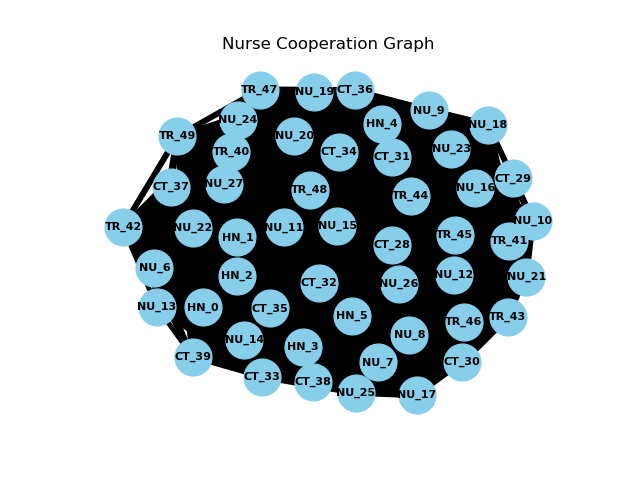 Nurse Cooperation Graph
TR_47
NU_19
CT_36
NU_9
NU_24
HN_4
NU_18
TR_49
NU_20
TR_40
CT_34
CT_31
NU_23
CT_29
CT_37
NU_27
TR_48
TR_44
NU_16
NU_10
TR_42
NU_22
NU_11
NU_15
HN_1
CT_28
TR_45
TR_41
NU_6
HN_2
CT_32
NU_26
NU_12
NU_21
NU_13
HN_0
CT_35
HN_5
TR_46
TR_43
NU_14
HN_3
NU_8
CT_39
NU_7
CT_30
CT_33
CT_38
NU_25
NU_17